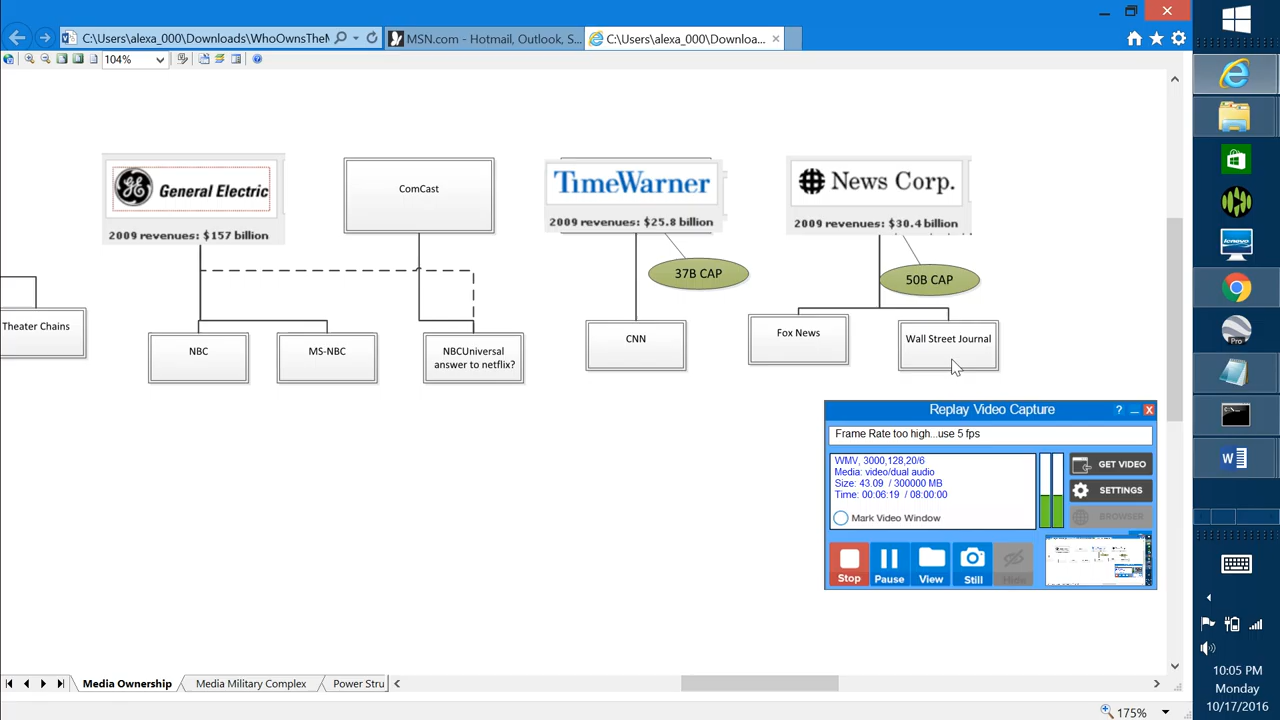 C:\Users\alexa_000\Downloads\WhoOwnsTheM
MSN.com - Hotmail, Outlook, S...
C:\Users\alexa_000\Downloa...
104%
General Electric
2009 revenues: $157 billion
ComCast
TimeWarner
2009 revenues: $25.8 billion
News Corp.
2009 revenues: $30.4 billion
37B CAP
50B CAP
Theater Chains
NBC
MS-NBC
NBCUniversal
answer to netflix?
CNN
Fox News
Wall Street Journal
Replay Video Capture
Frame Rate too high...use 5 fps
WMV, 3000,128,20/6
Media: video/dual audio
Size: 43.09 / 300000 MB
Time: 00:06:19 / 08:00:00
Mark Video Window
GET VIDEO
SETTINGS
BROWSER
Stop
Pause
View
Still
Hide
Media Ownership
Media Military Complex
Power Stru
175%
lenovo
Pro
10:05 PM
Monday
10/17/2016